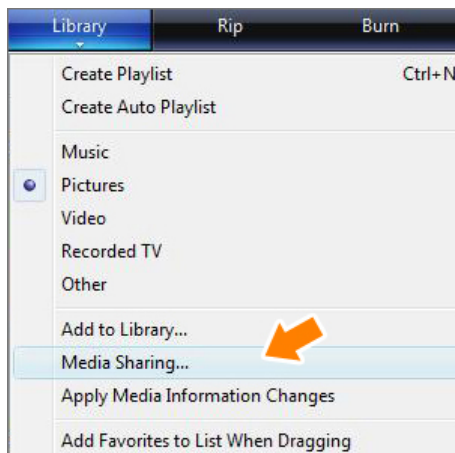 Library Rip Burn
Create Playlist Ctrl+N
Create Auto Playlist
Music
Pictures
Video
Recorded TV
Other
Add to Library...
Media Sharing...
Apply Media Information Changes
Add Favorites to List When Dragging